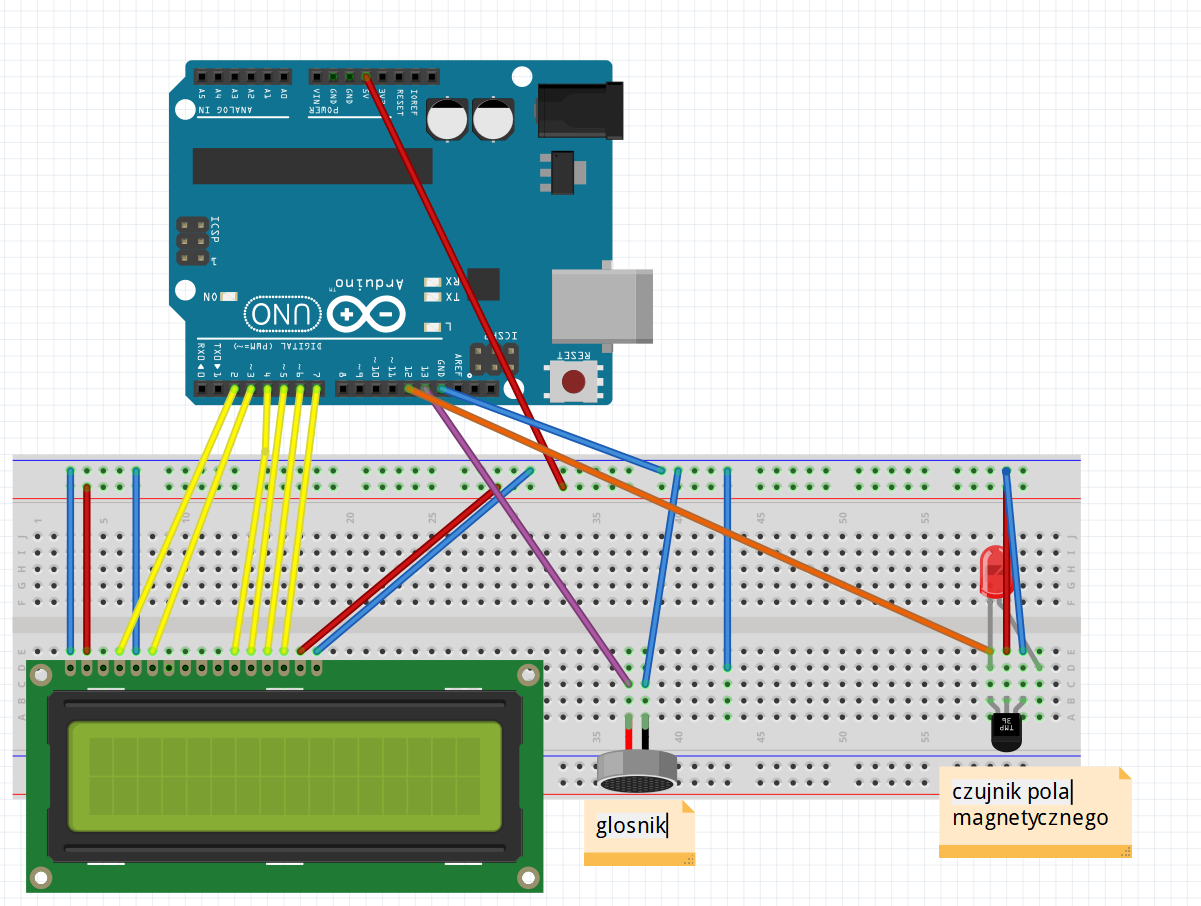 A5 A4 A3 A2 A1 A0
ANALOG IN
VIN GND GND 5V 3V3 RESET IOREF
POWER
ICSP
1
ON
UNO
Arduino™
RX
TX
L
ICSP
RESET
DIGITAL (PWM=~)
RXD◀0 TXD▶1 2 ~3 4 ~5 ~6 7 8 ~9 ~10 ~11 12 13 GND AREF
1 5 10 20 25 35 40 45 50 55
J J
I I
H H
G G
F F
E E
D D
C C
B B
A A
35 40 45 50 55
TMP
36
glosnik
czujnik pola
magnetycznego